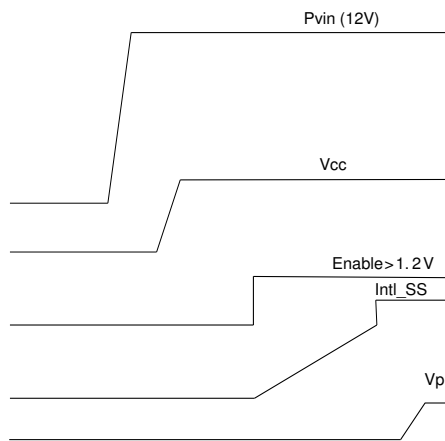 Pvin (12V)
Vcc
Enable>1.2V
Intl_SS
Vp